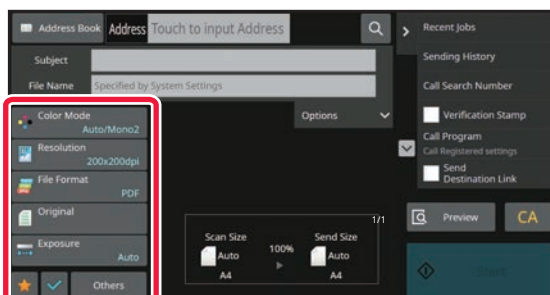 Address Book Address Touch to input Address
Subject
File Name Specified by System Settings
Color Mode
Auto/Mono2
Resolution
200x200dpi
File Format
PDF
Original
Exposure
Auto
Others
Options
1/1
Scan Size
Auto
A4
100%
Send Size
Auto
A4
Recent Jobs
Sending History
Call Search Number
Verification Stamp
Call Program
Call Registered settings
Send
Destination Link
Preview
CA
Start